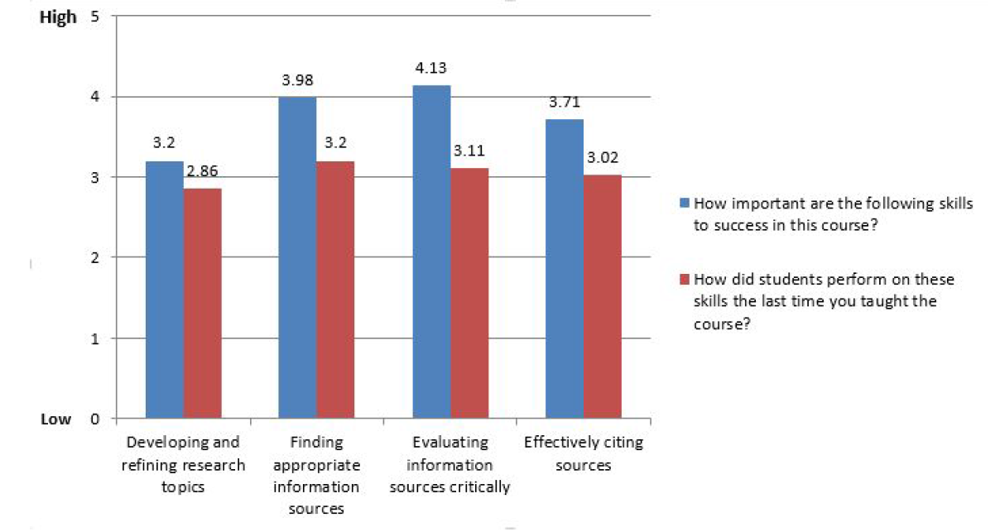 High 5
4.13
3.98
4
3.71
3.2
3.2
3.11
3.02
2.86
3
2
1
Low 0
Developing and
refining research
topics
Finding
appropriate
information
sources
Evaluating
information
sources critically
Effectively citing
sources
How important are the following skills
to success in this course?
How did students perform on these
skills the last time you taught the
course?